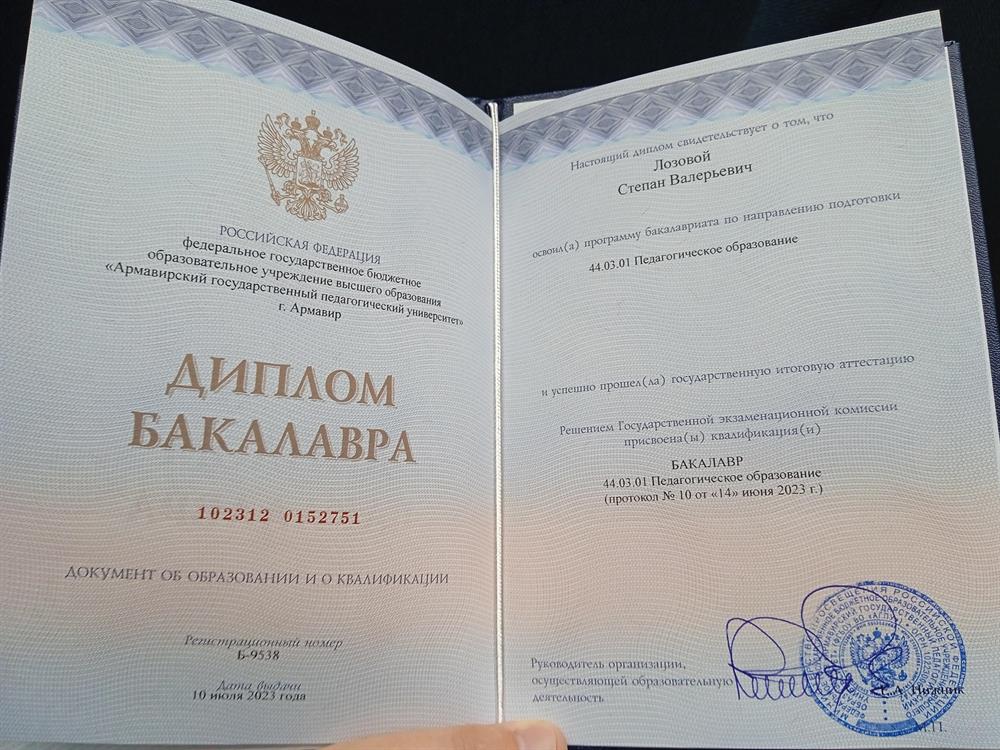 РОССИЙСКАЯ ФЕДЕРАЦИЯ
федеральное государственное бюджетное
образовательное учреждение высшего образования
«Армавирский государственный педагогический университет»
г. Армавир
ДИПЛОМ
БАКАЛАВРА
102312 0152751
ДОКУМЕНТ ОБ ОБРАЗОВАНИИ И О КВАЛИФИКАЦИИ
Регистрационный номер
Б-9538
Дата выдачи
10 июля 2023 года
Настоящий диплом свидетельствует о том, что
Лозовой
Степан Валерьевич
освоил(а) программу бакалавриата по направлению подготовки
44.03.01 Педагогическое образование
и успешно прошел(ла) государственную итоговую аттестацию
Решением Государственной экзаменационной комиссии
присвоена(ы) квалификация(и)
БАКАЛАВР
44.03.01 Педагогическое образование
(протокол № 10 от «14» июня 2023 г.)
Руководитель организации,
осуществляющей образовательную
деятельность
Нижник
М.П.